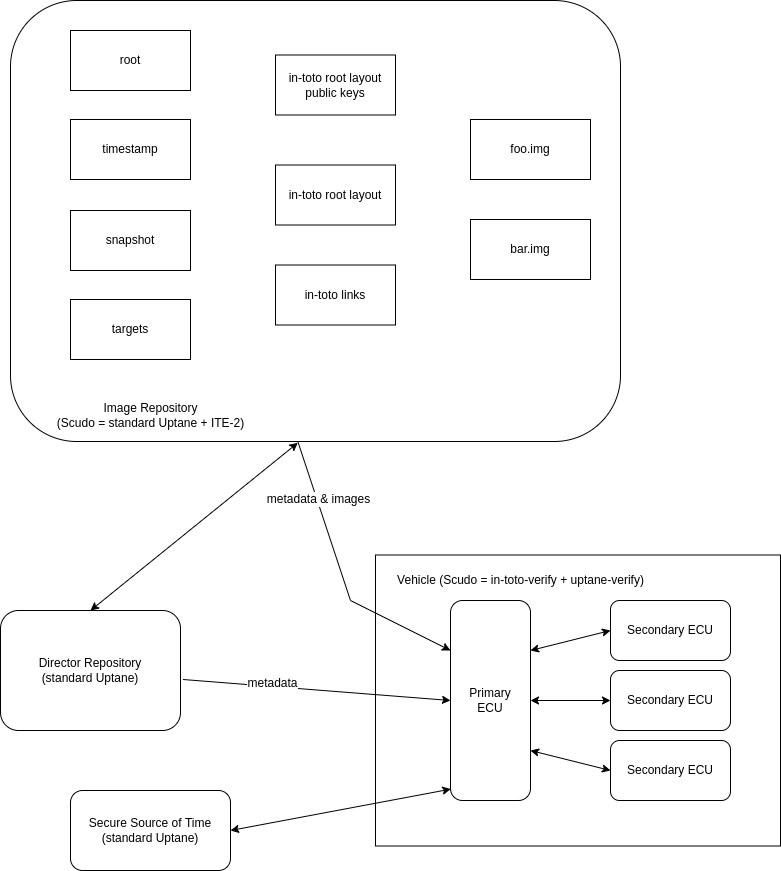 root
timestamp
snapshot
targets
in-toto root layout
public keys
in-toto root layout
in-toto links
foo.img
bar.img
Image Repository
(Scudo = standard Uptane + ITE-2)
metadata & images
Director Repository
(standard Uptane)
metadata
Secure Source of Time
(standard Uptane)
Vehicle (Scudo = in-toto-verify + uptane-verify)
Primary
ECU
Secondary ECU
Secondary ECU
Secondary ECU